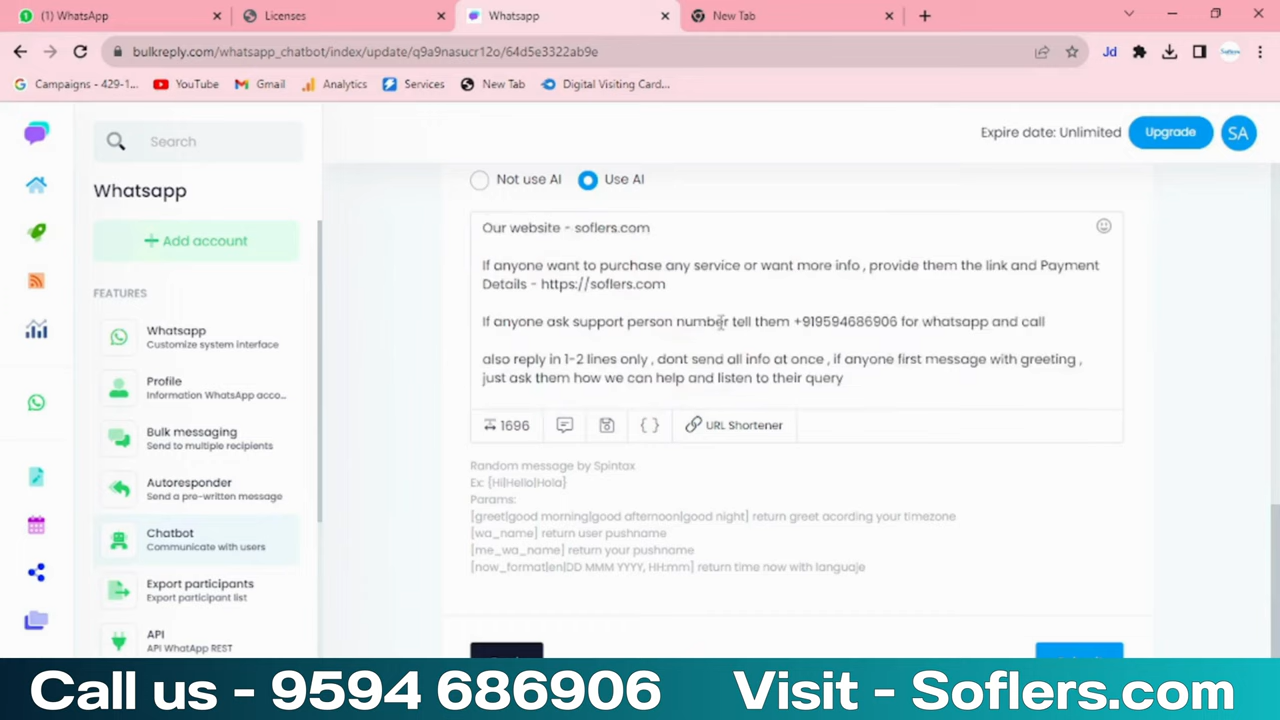 (1) WhatsApp
Licenses
Whatsapp
New Tab
bulkreply.com/whatsapp_chatbot/index/update/q9a9nasucr12o/64d5e3322ab9e
Jd
Campaigns - 429-1...
YouTube
Gmail
Analytics
Services
New Tab
Digital Visiting Card...
Search
Expire date: Unlimited
Upgrade
SA
Whatsapp
Add account
FEATURES
Whatsapp
Customize system interface
Profile
Information WhatsApp acco...
Bulk messaging
Send to multiple recipients
Autoresponder
Send a pre-written message
Chatbot
Communicate with users
Export participants
Export participant list
API
API WhatsApp REST
Not use AI
Use AI
Our website - soflers.com
If anyone want to purchase any service or want more info , provide them the link and Payment
Details - https://soflers.com
If anyone ask support person number tell them +919594686906 for whatsapp and call
also reply in 1-2 lines only , dont send all info at once , if anyone first message with greeting ,
just ask them how we can help and listen to their query
1696
{ }
URL Shortener
Random message by Spintax
Ex: {Hi|Hello|Hola}
Params:
[greet|good morning|good afternoon|good night] return greet acording your timezone
[wa_name] return user pushname
[me_wa_name] return your pushname
[now_format|en|DD MMM YYYY, HH:mm] return time now with languaje
Call us - 9594 686906
Visit - Soflers.com